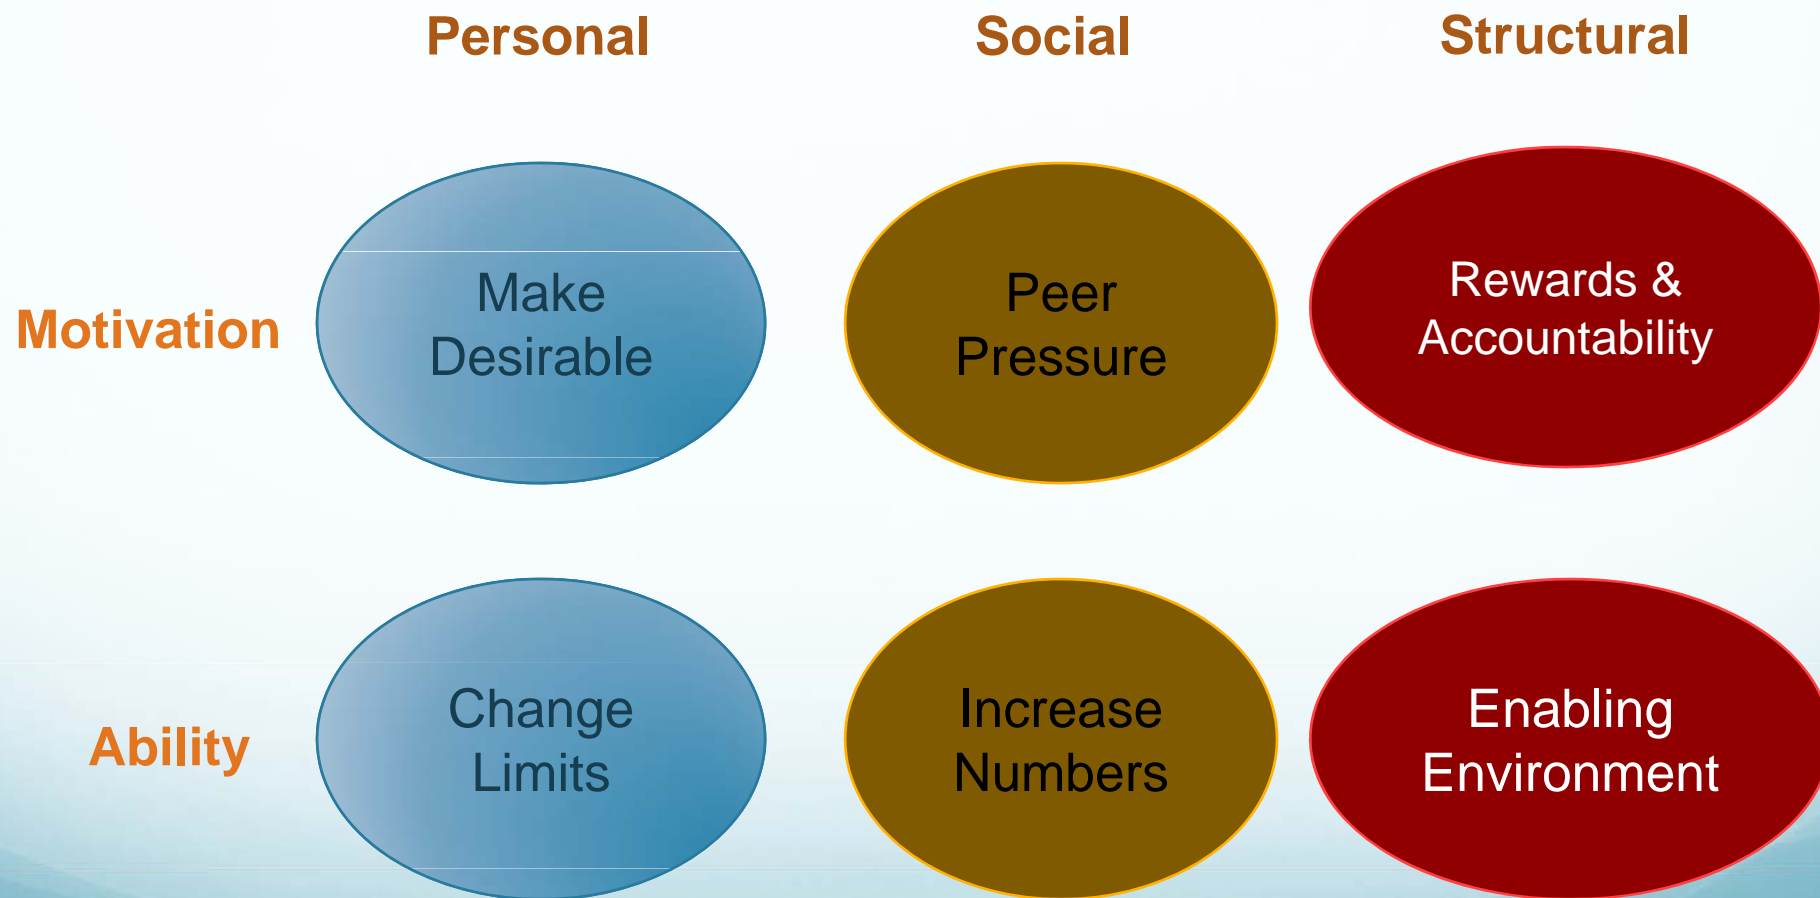 Personal
Social
Structural
Motivation
Make
Desirable
Peer
Pressure
Rewards &
Accountability
Ability
Change
Limits
Increase
Numbers
Enabling
Environment